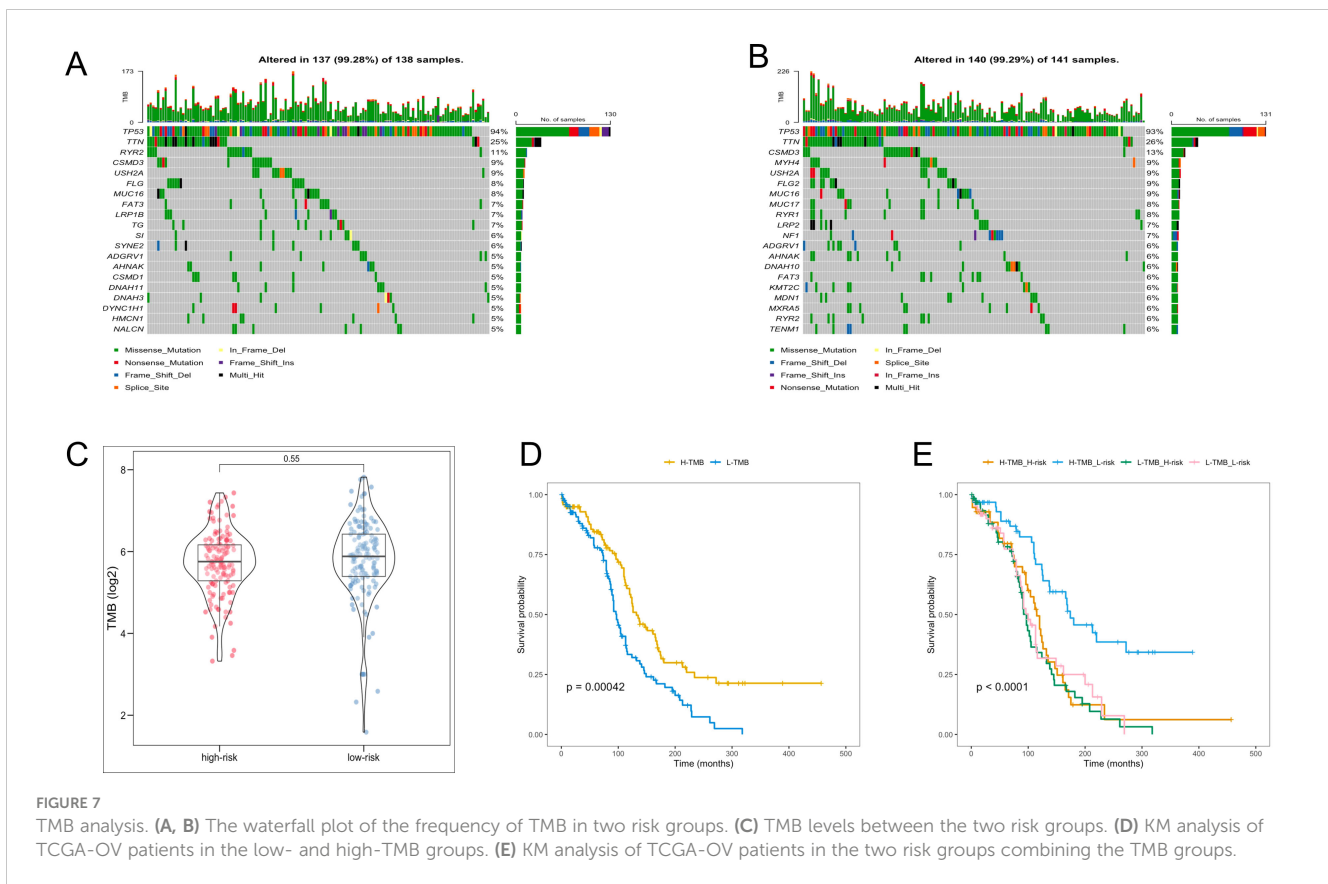 A
Altered in 137 (99.28%) of 138 samples.
173
TMB
0
0
No. of samples
130
TP53 94%
TTN 25%
RYR2 11%
CSMD3 9%
USH2A 9%
FLG 8%
MUC16 8%
FAT3 7%
LRP1B 7%
TG 7%
SI 6%
SYNE2 6%
ADGRV1 5%
AHNAK 5%
CSMD1 5%
DNAH11 5%
DNAH3 5%
DYNC1H1 5%
HMCN1 5%
NALCN 5%
Missense_Mutation In_Frame_Del
Nonsense_Mutation Frame_Shift_Ins
Frame_Shift_Del Multi_Hit
Splice_Site
B
Altered in 140 (99.29%) of 141 samples.
226
TMB
0
0
No. of samples
131
TP53 93%
TTN 26%
CSMD3 13%
MYH4 9%
USH2A 9%
FLG2 9%
MUC16 9%
MUC17 8%
RYR1 8%
LRP2 7%
NF1 7%
ADGRV1 6%
AHNAK 6%
DNAH10 6%
FAT3 6%
KMT2C 6%
MDN1 6%
MXRA5 6%
RYR2 6%
TENM1 6%
Missense_Mutation In_Frame_Del
Frame_Shift_Del Splice_Site
Frame_Shift_Ins In_Frame_Ins
Nonsense_Mutation Multi_Hit
C
0.55
TMB (log2)
8
6
4
2
high-risk low-risk
D
H-TMB L-TMB
Survival probability
1.00
0.75
0.50
0.25
0.00
p = 0.00042
0 100 200 300 400 500
Time (months)
E
H-TMB_H-risk H-TMB_L-risk L-TMB_H-risk L-TMB_L-risk
Survival probability
1.00
0.75
0.50
0.25
0.00
p < 0.0001
0 100 200 300 400 500
Time (months)
FIGURE 7
TMB analysis. (A, B) The waterfall plot of the frequency of TMB in two risk groups. (C) TMB levels between the two risk groups. (D) KM analysis of
TCGA-OV patients in the low- and high-TMB groups. (E) KM analysis of TCGA-OV patients in the two risk groups combining the TMB groups.